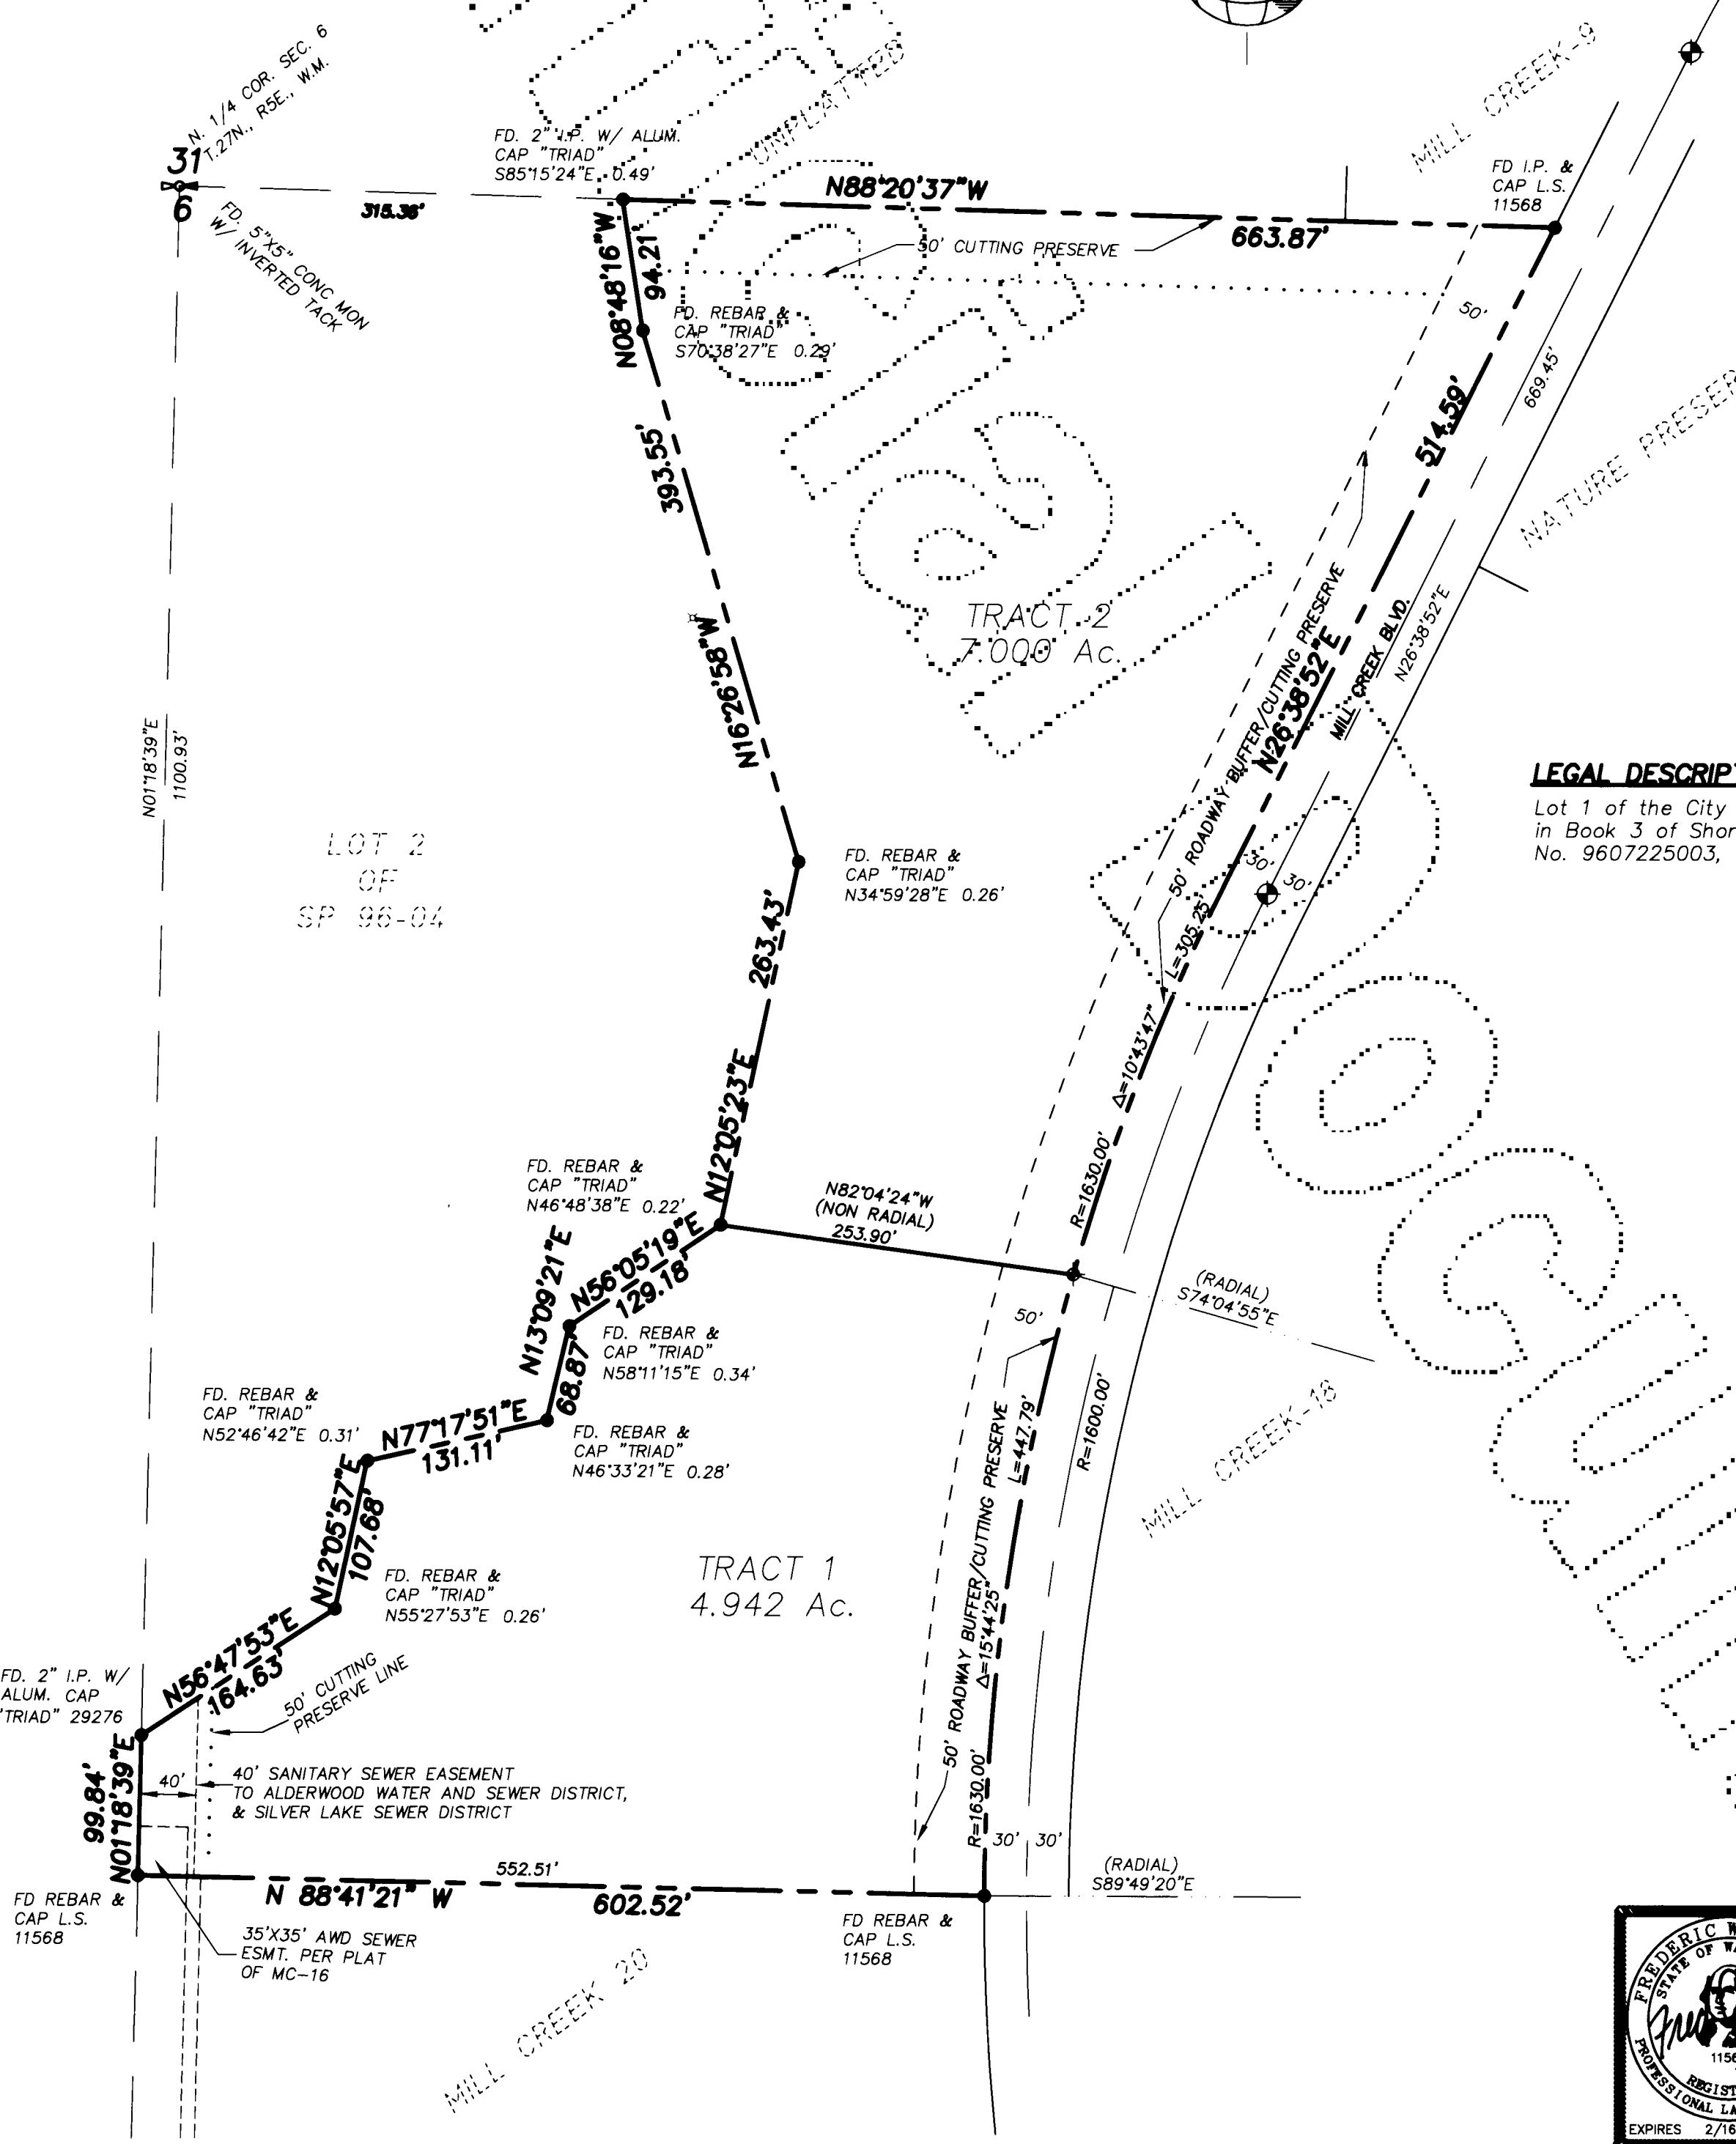 N. 1/4 COR. SEC. 6
T.27N., R5E., W.M.
31
6
FD. 5"X5" CONC MON
W/ INVERTED TACK
315.36'
FD. 2" I.P. W/ ALUM.
CAP "TRIAD"
S85°15'24"E 0.49'
UNPLATTED
N88°20'37"W
663.87'
50' CUTTING PRESERVE
MILL CREEK-9
FD I.P. &
CAP L.S.
11568
N08°48'16"W
94.21'
FD. REBAR &
CAP "TRIAD"
S70°38'27"E 0.29'
50'
669.45'
514.59'
NATURE PRESER
393.55'
N16°26'58"W
TRACT 2
7.000 Ac.
50' ROADWAY BUFFER/CUTTING PRESERVE
N26°38'52"E
MILL CREEK BLVD.
N26°38'52"E
N01°18'39"E
1100.93'
LEGAL DESCRIP
Lot 1 of the City
in Book 3 of Shor
No. 9607225003,
LOT 2
OF
SP 96-04
FD. REBAR &
CAP "TRIAD"
N34°59'28"E 0.26'
30'
30'
263.43'
N12°05'23"E
L=305.25'
Δ=10°43'47"
R=1630.00'
FD. REBAR &
CAP "TRIAD"
N46°48'38"E 0.22'
N82°04'24"W
(NON RADIAL)
253.90'
N56°05'19"E
129.18'
N13°09'21"E
68.87'
(RADIAL)
S74°04'55"E
50'
FD. REBAR &
CAP "TRIAD"
N58°11'15"E 0.34'
FD. REBAR &
CAP "TRIAD"
N52°46'42"E 0.31'
N77°17'51"E
131.11'
FD. REBAR &
CAP "TRIAD"
N46°33'21"E 0.28'
R=1600.00'
MILL CREEK-18
N12°05'57"E
107.68'
TRACT 1
4.942 Ac.
50' ROADWAY BUFFER/CUTTING PRESERVE
L=447.79'
Δ=15°44'25"
R=1630.00'
FD. REBAR &
CAP "TRIAD"
N55°27'53"E 0.26'
N56°47'53"E
164.63'
50' CUTTING
PRESERVE LINE
FD. 2" I.P. W/
ALUM. CAP
"TRIAD" 29276
99.84'
N01°18'39"E
40'
40' SANITARY SEWER EASEMENT
TO ALDERWOOD WATER AND SEWER DISTRICT,
& SILVER LAKE SEWER DISTRICT
30'
30'
(RADIAL)
S89°49'20"E
552.51'
N 88°41'21" W
602.52'
FD REBAR &
CAP L.S.
11568
35'X35' AWD SEWER
ESMT. PER PLAT
OF MC-16
FD REBAR &
CAP L.S.
11568
MILL CREEK 20
FREDERIC W
STATE OF WA
1156
REGIST
PROFESSIONAL LA
EXPIRES 2/16